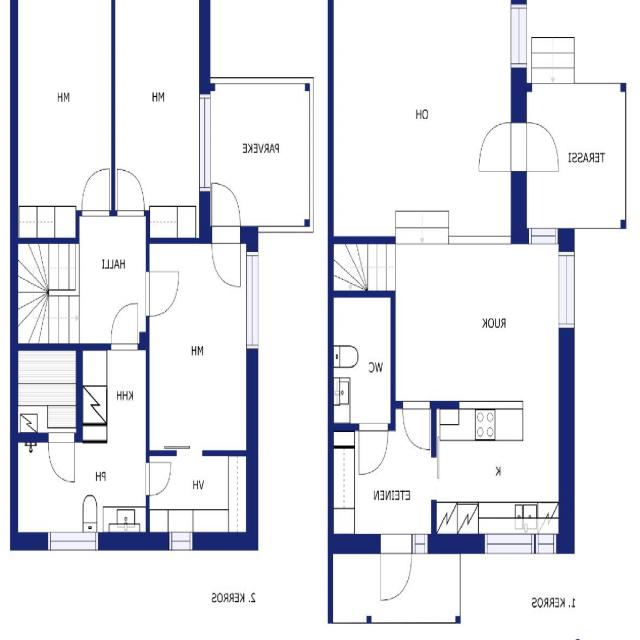 MH
MH
PARVEKE
HALLI
MH
KHH
PH
VH
2. KERROS
OH
TERASSI
RUOK
WC
K
ETEINEN
1. KERROS